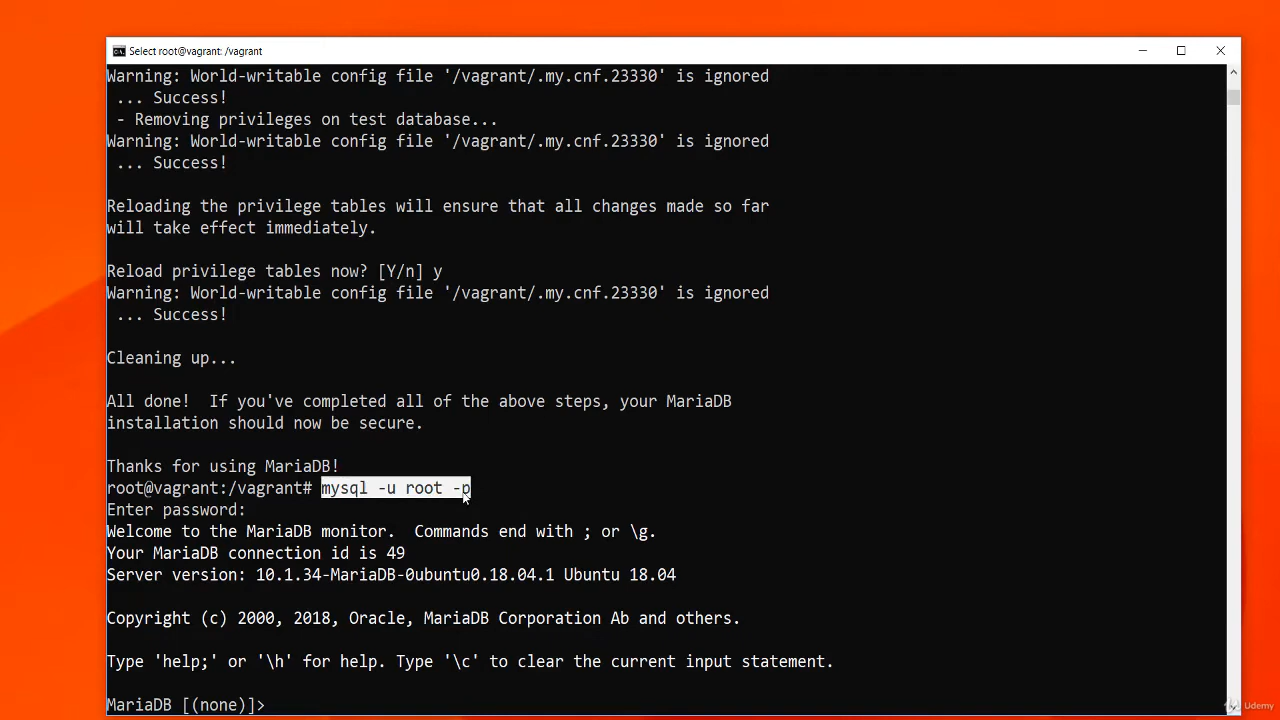 Select root@vagrant: /vagrant
Warning: World-writable config file '/vagrant/.my.cnf.23330' is ignored
... Success!
- Removing privileges on test database...
Warning: World-writable config file '/vagrant/.my.cnf.23330' is ignored
... Success!
Reloading the privilege tables will ensure that all changes made so far
will take effect immediately.
Reload privilege tables now? [Y/n] y
Warning: World-writable config file '/vagrant/.my.cnf.23330' is ignored
... Success!
Cleaning up...
All done!  If you've completed all of the above steps, your MariaDB
installation should now be secure.
Thanks for using MariaDB!
root@vagrant:/vagrant# mysql -u root -p
Enter password:
Welcome to the MariaDB monitor.  Commands end with ; or \g.
Your MariaDB connection id is 49
Server version: 10.1.34-MariaDB-0ubuntu0.18.04.1 Ubuntu 18.04
Copyright (c) 2000, 2018, Oracle, MariaDB Corporation Ab and others.
Type 'help;' or '\h' for help. Type '\c' to clear the current input statement.
MariaDB [(none)]>
Udemy